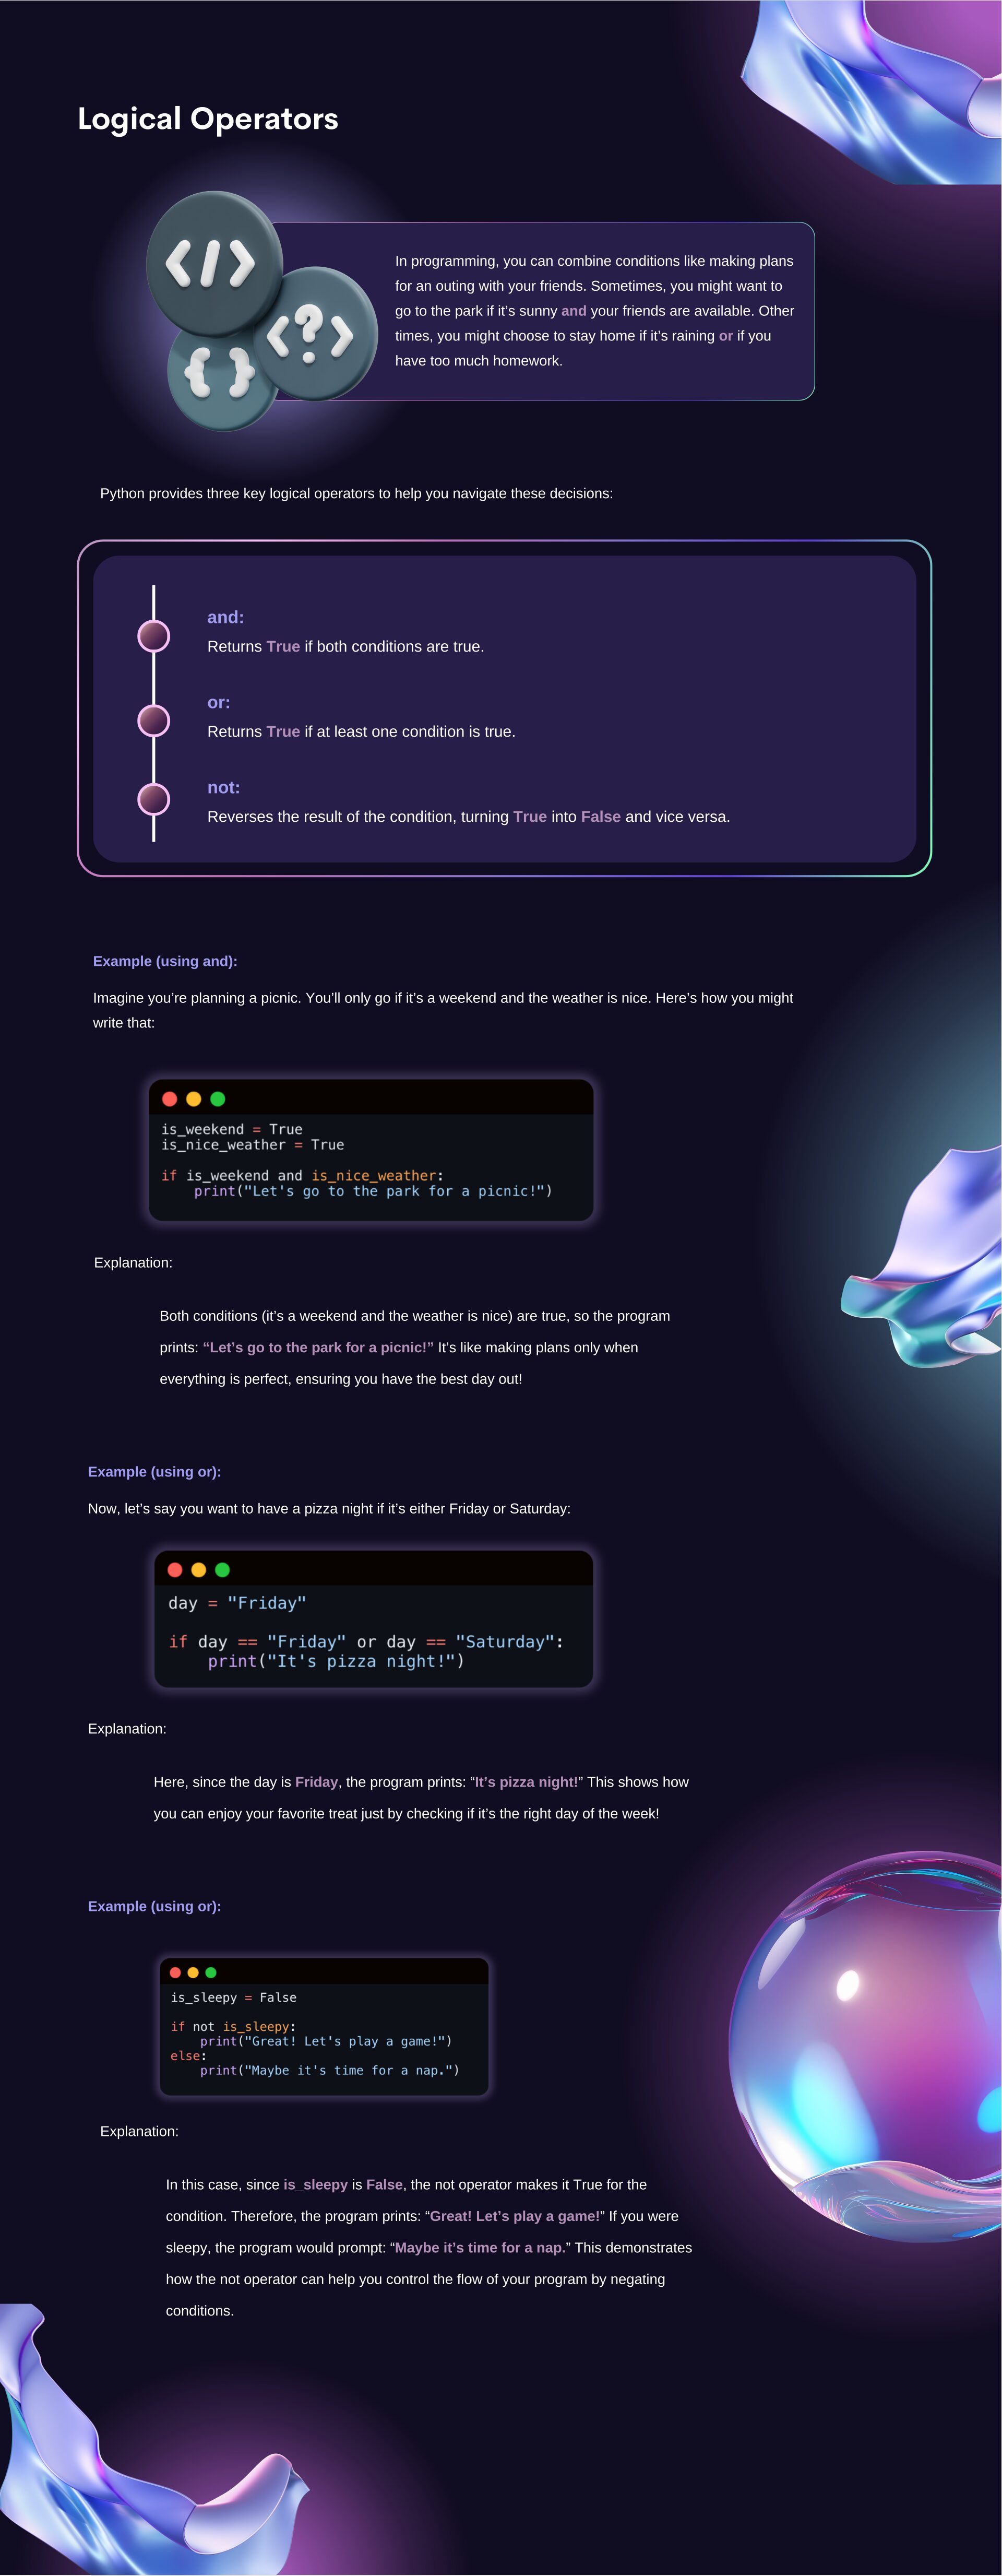 Logical Operators
</>
<?>
{ }
In programming, you can combine conditions like making plans
for an outing with your friends. Sometimes, you might want to
go to the park if it’s sunny and your friends are available. Other
times, you might choose to stay home if it’s raining or if you
have too much homework.
Python provides three key logical operators to help you navigate these decisions:
and:
Returns True if both conditions are true.
or:
Returns True if at least one condition is true.
not:
Reverses the result of the condition, turning True into False and vice versa.
Example (using and):
Imagine you’re planning a picnic. You’ll only go if it’s a weekend and the weather is nice. Here’s how you might
write that:
is_weekend = True
is_nice_weather = True
if is_weekend and is_nice_weather:
    print("Let's go to the park for a picnic!")
Explanation:
Both conditions (it’s a weekend and the weather is nice) are true, so the program
prints: “Let’s go to the park for a picnic!” It’s like making plans only when
everything is perfect, ensuring you have the best day out!
Example (using or):
Now, let’s say you want to have a pizza night if it’s either Friday or Saturday:
day = "Friday"
if day == "Friday" or day == "Saturday":
    print("It's pizza night!")
Explanation:
Here, since the day is Friday, the program prints: “It’s pizza night!” This shows how
you can enjoy your favorite treat just by checking if it’s the right day of the week!
Example (using or):
is_sleepy = False
if not is_sleepy:
    print("Great! Let's play a game!")
else:
    print("Maybe it's time for a nap.")
Explanation:
In this case, since is_sleepy is False, the not operator makes it True for the
condition. Therefore, the program prints: “Great! Let’s play a game!” If you were
sleepy, the program would prompt: “Maybe it’s time for a nap.” This demonstrates
how the not operator can help you control the flow of your program by negating
conditions.